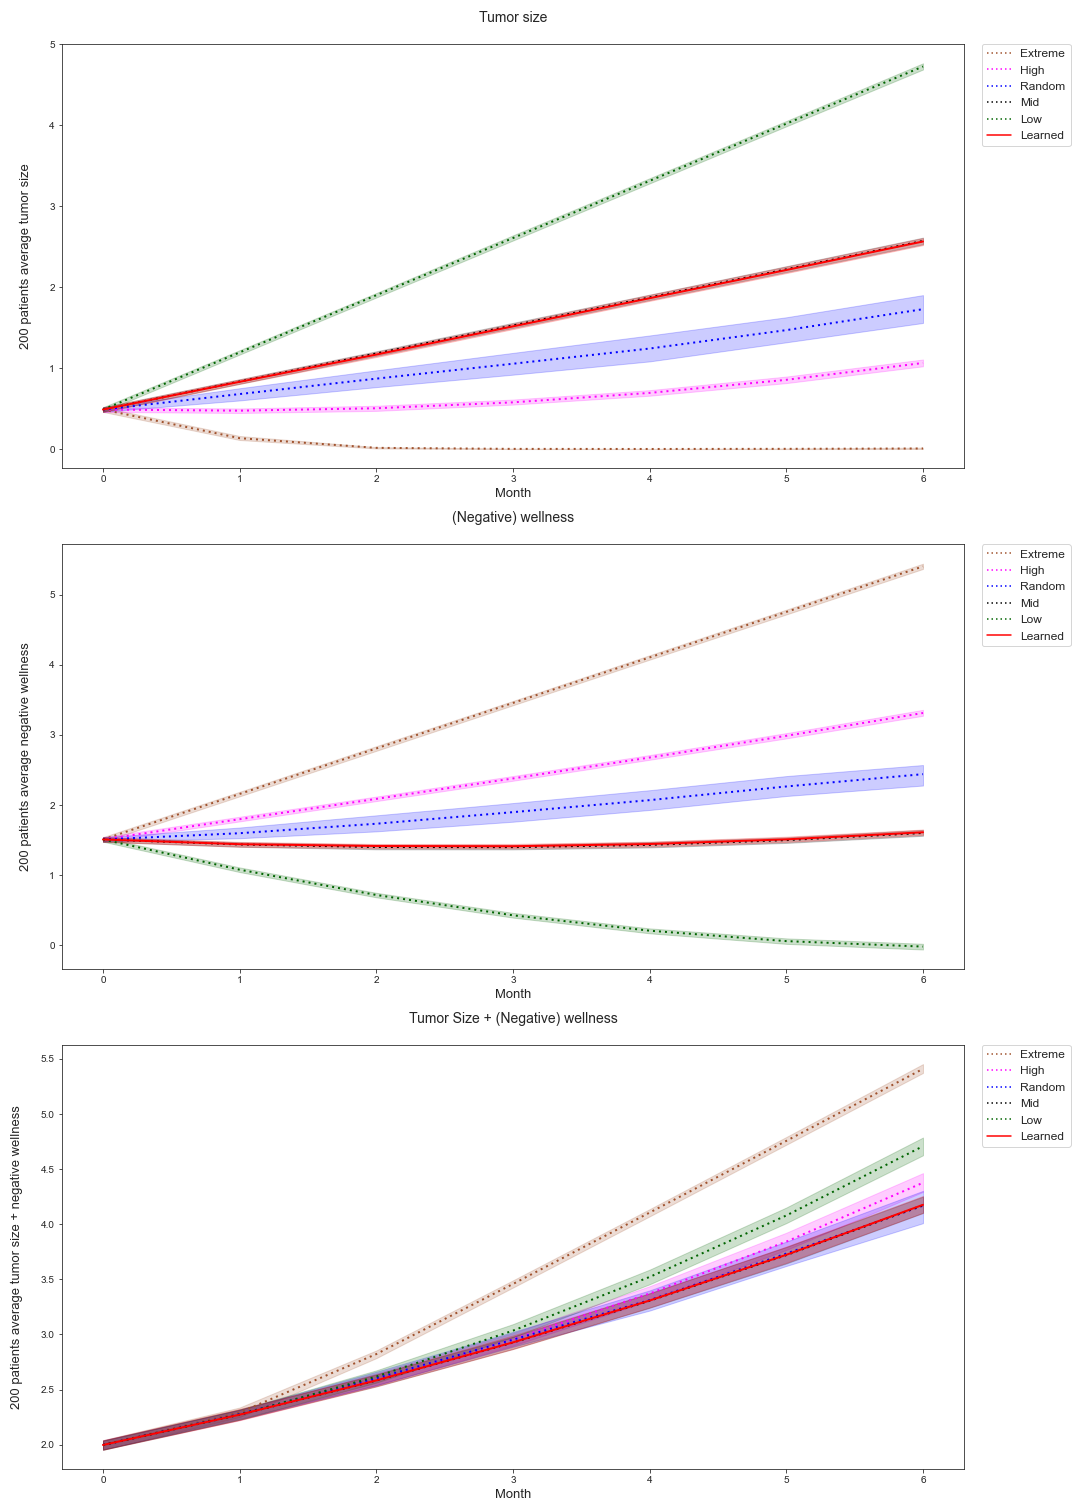 Tumor size
200 patients average tumor size
5
4
3
2
1
0
0 1 2 3 4 5 6
Month
Extreme
High
Random
Mid
Low
Learned
(Negative) wellness
200 patients average negative wellness
5
4
3
2
1
0
0 1 2 3 4 5 6
Month
Extreme
High
Random
Mid
Low
Learned
Tumor Size + (Negative) wellness
200 patients average tumor size + negative wellness
5.5
5.0
4.5
4.0
3.5
3.0
2.5
2.0
0 1 2 3 4 5 6
Month
Extreme
High
Random
Mid
Low
Learned